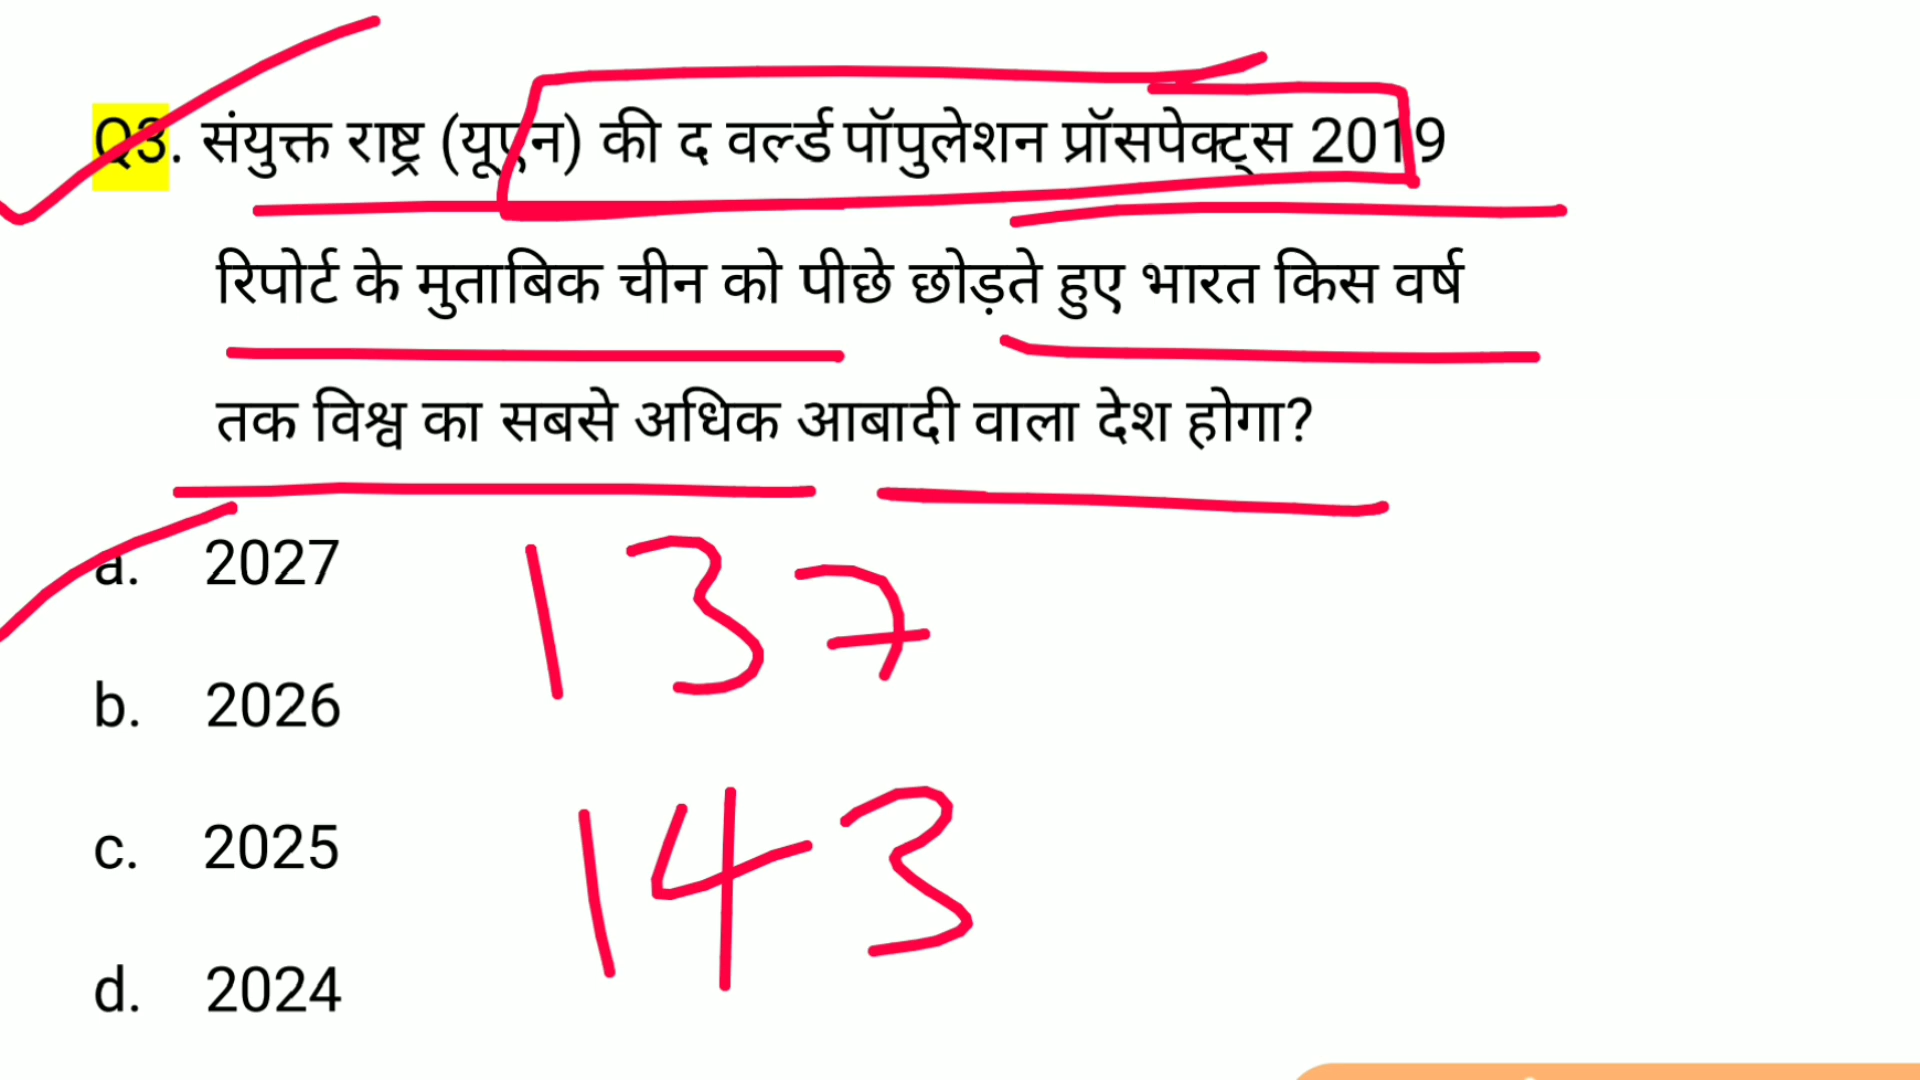 Q3. संयुक्त राष्ट्र (यूएन) की द वर्ल्ड पॉपुलेशन प्रॉसपेक्ट्स 2019
रिपोर्ट के मुताबिक चीन को पीछे छोड़ते हुए भारत किस वर्ष
तक विश्व का सबसे अधिक आबादी वाला देश होगा?
a. 2027
137
b. 2026
c. 2025
143
d. 2024